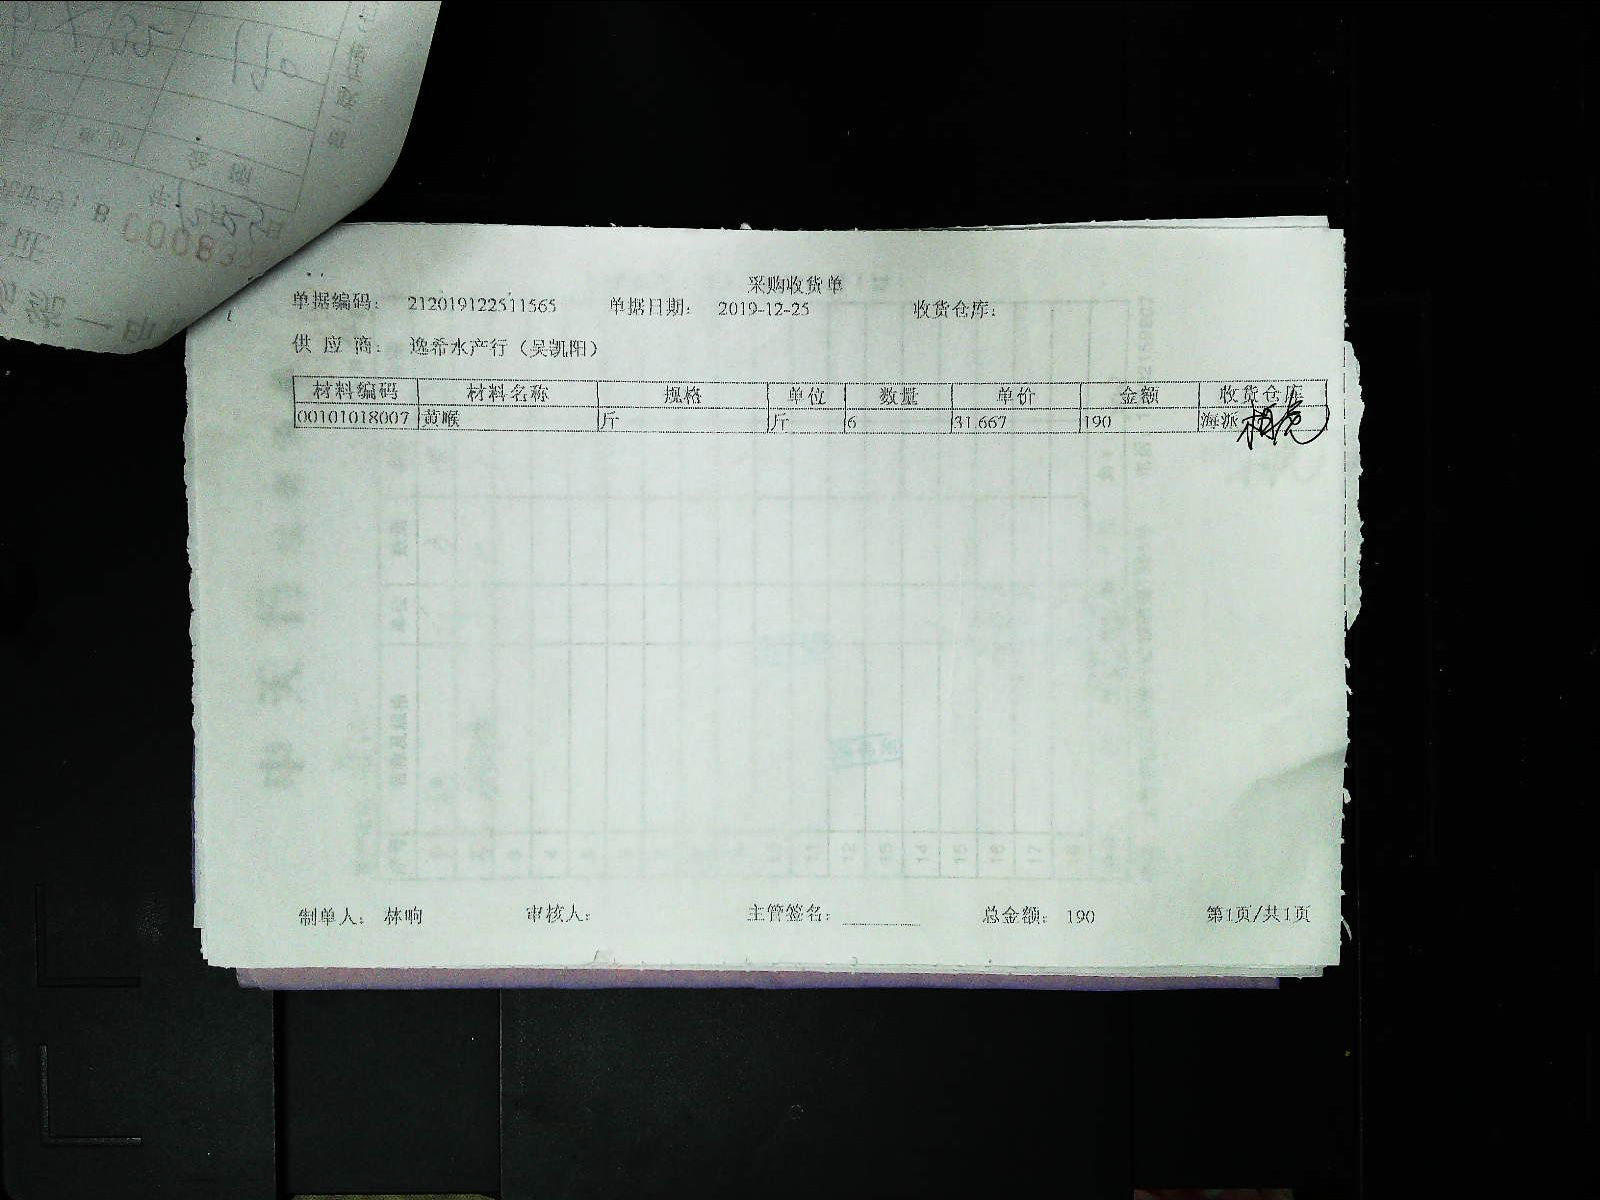 采购收货单
单据编码： 212019122511565 单据日期： 2019-12-25 收货仓库：
供应商： 逸希水产行（吴凯阳）
材料编码 材料名称 规格 单位 数量 单价 金额 收货仓库
00101018007 黄喉 斤 斤 6 31.667 190 海派
制单人： 林响 审核人： 主管签名： 总金额： 190 第1页/共1页